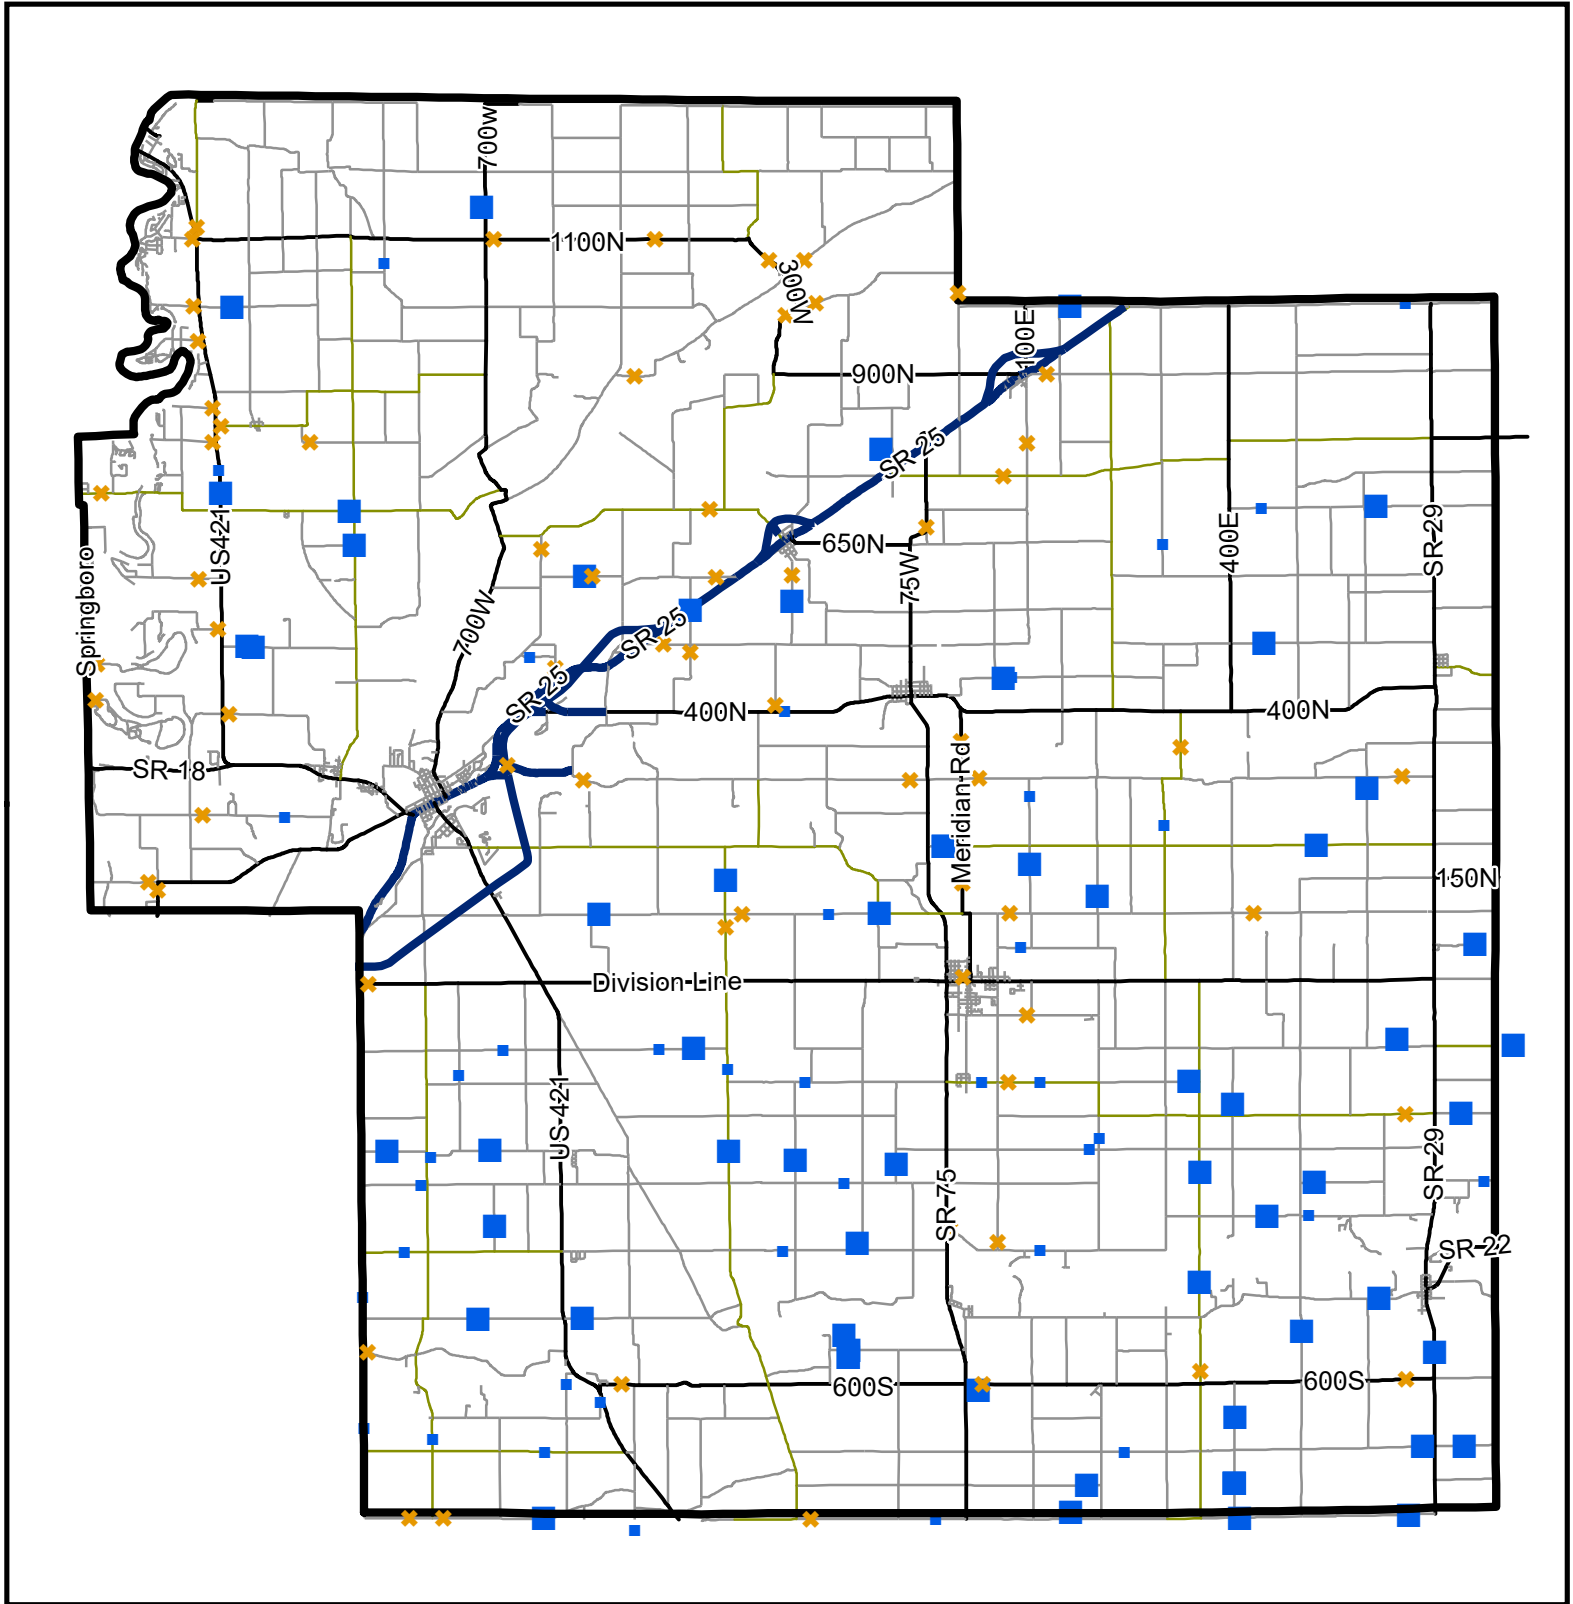 700w
1100N
300W
100E
900N
SR-25
US421
650N
75W
400E
SR-29
Springboro
700W
SR 25
SR-25
400N
400N
SR-18
Meridian-Rd
150N
Division-Line
US-421
SR-75
SR-29
SR-22
600S
600S